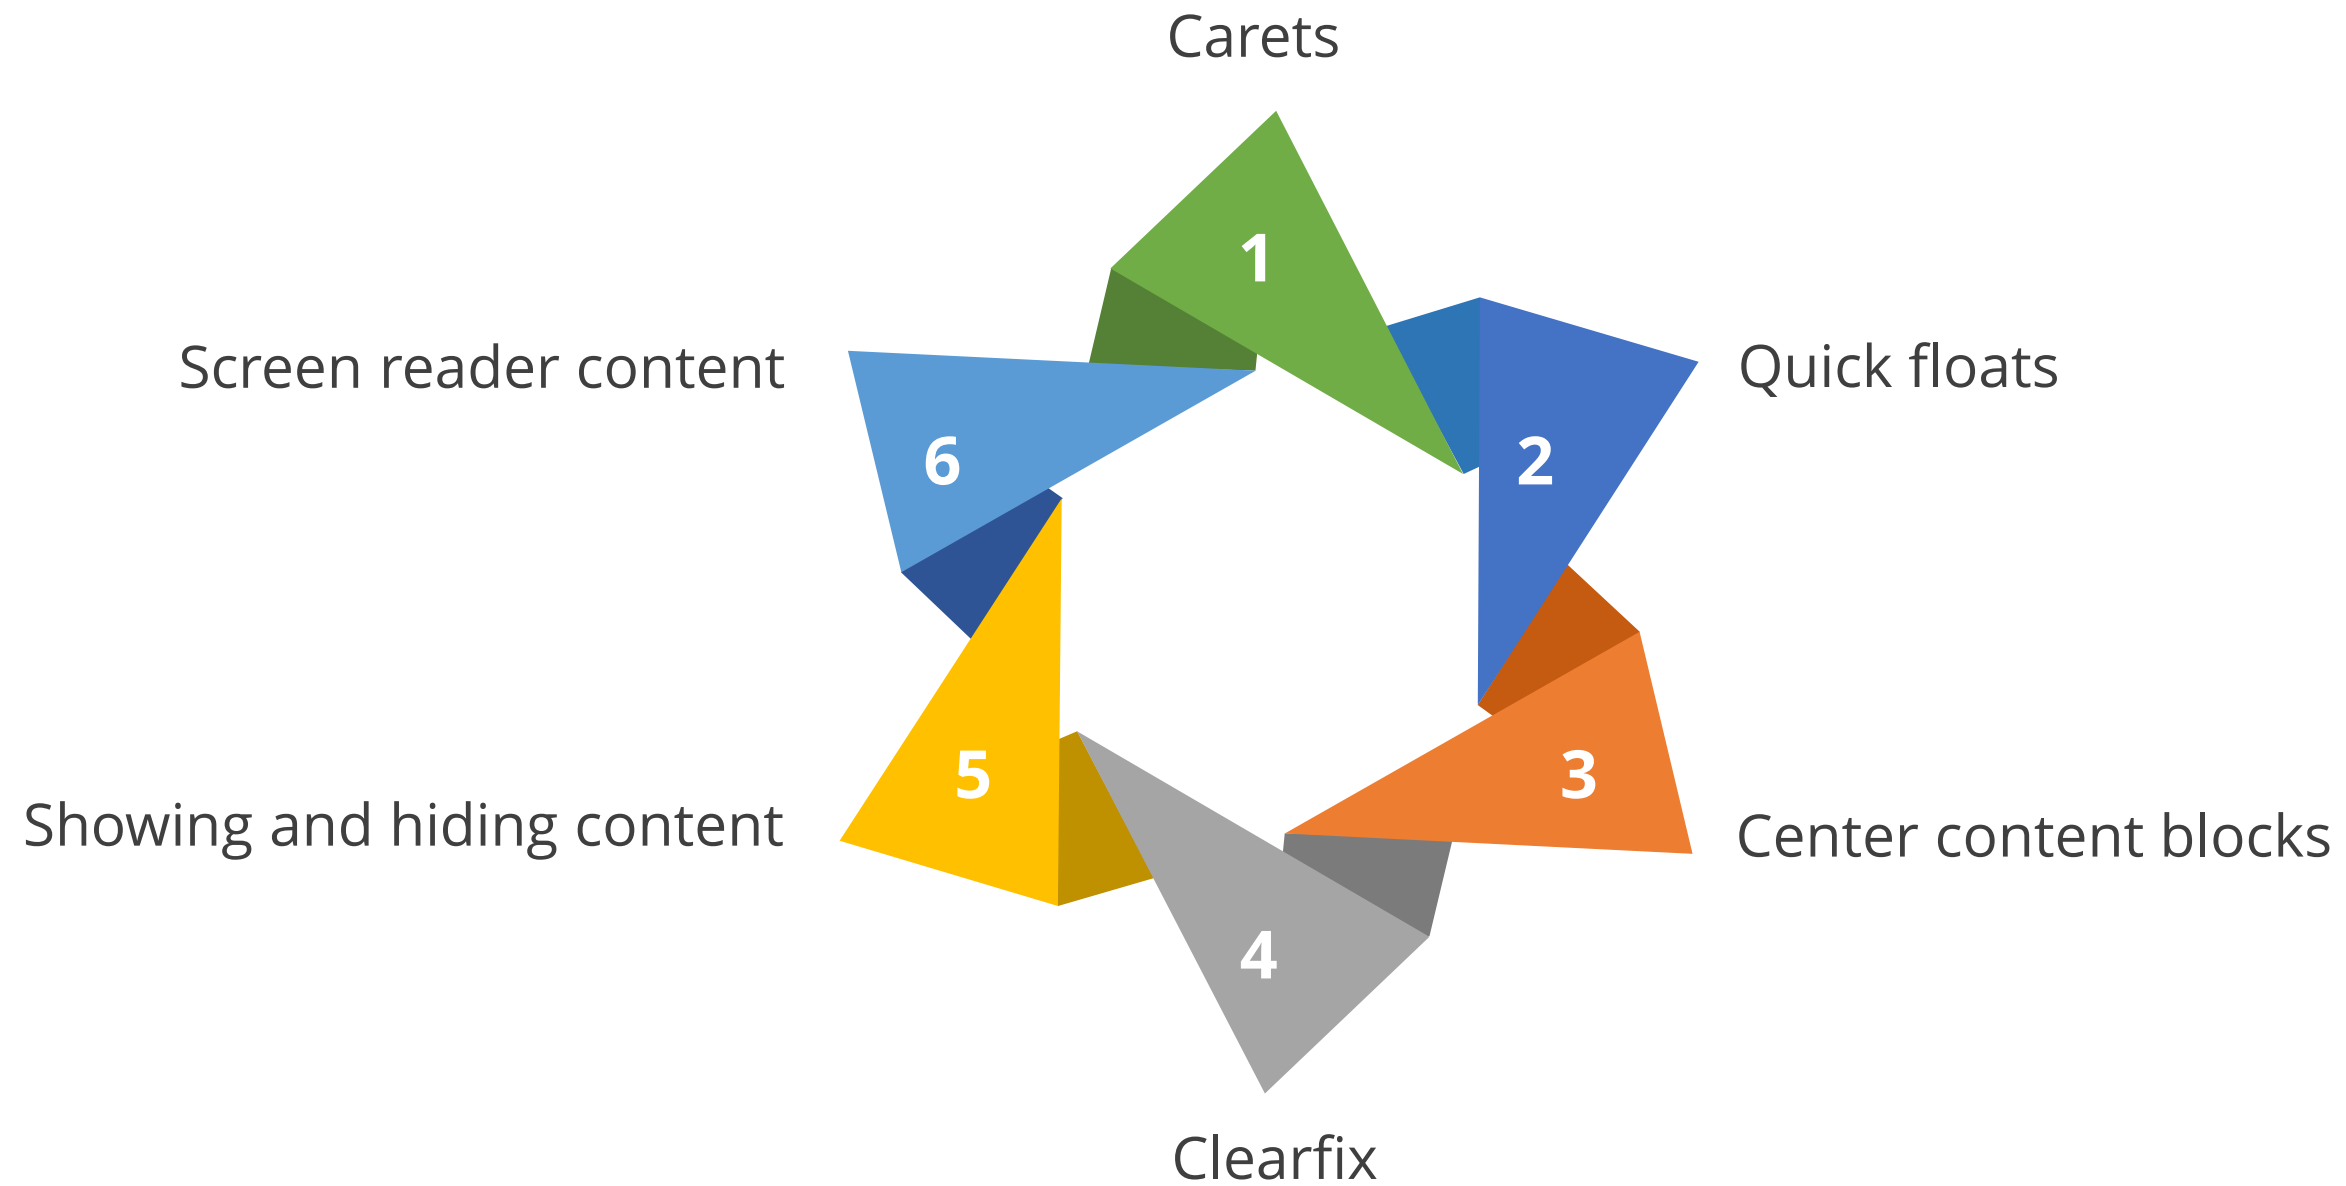 Carets
1
Quick floats
2
Center content blocks
3
Clearfix
4
Showing and hiding content
5
Screen reader content
6